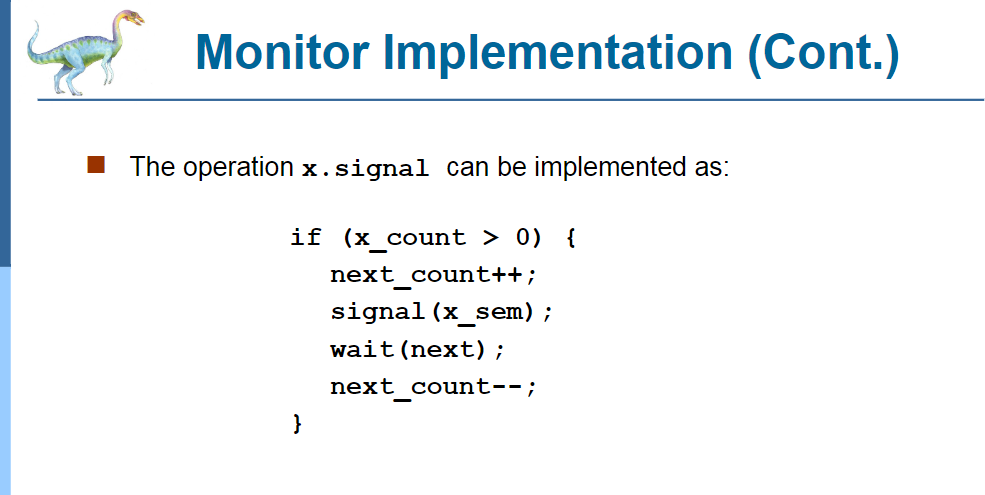 Monitor Implementation (Cont.)
The operation x.signal can be implemented as:
if (x_count > 0) {
next_count++;
signal(x_sem);
wait(next);
next_count--;
}